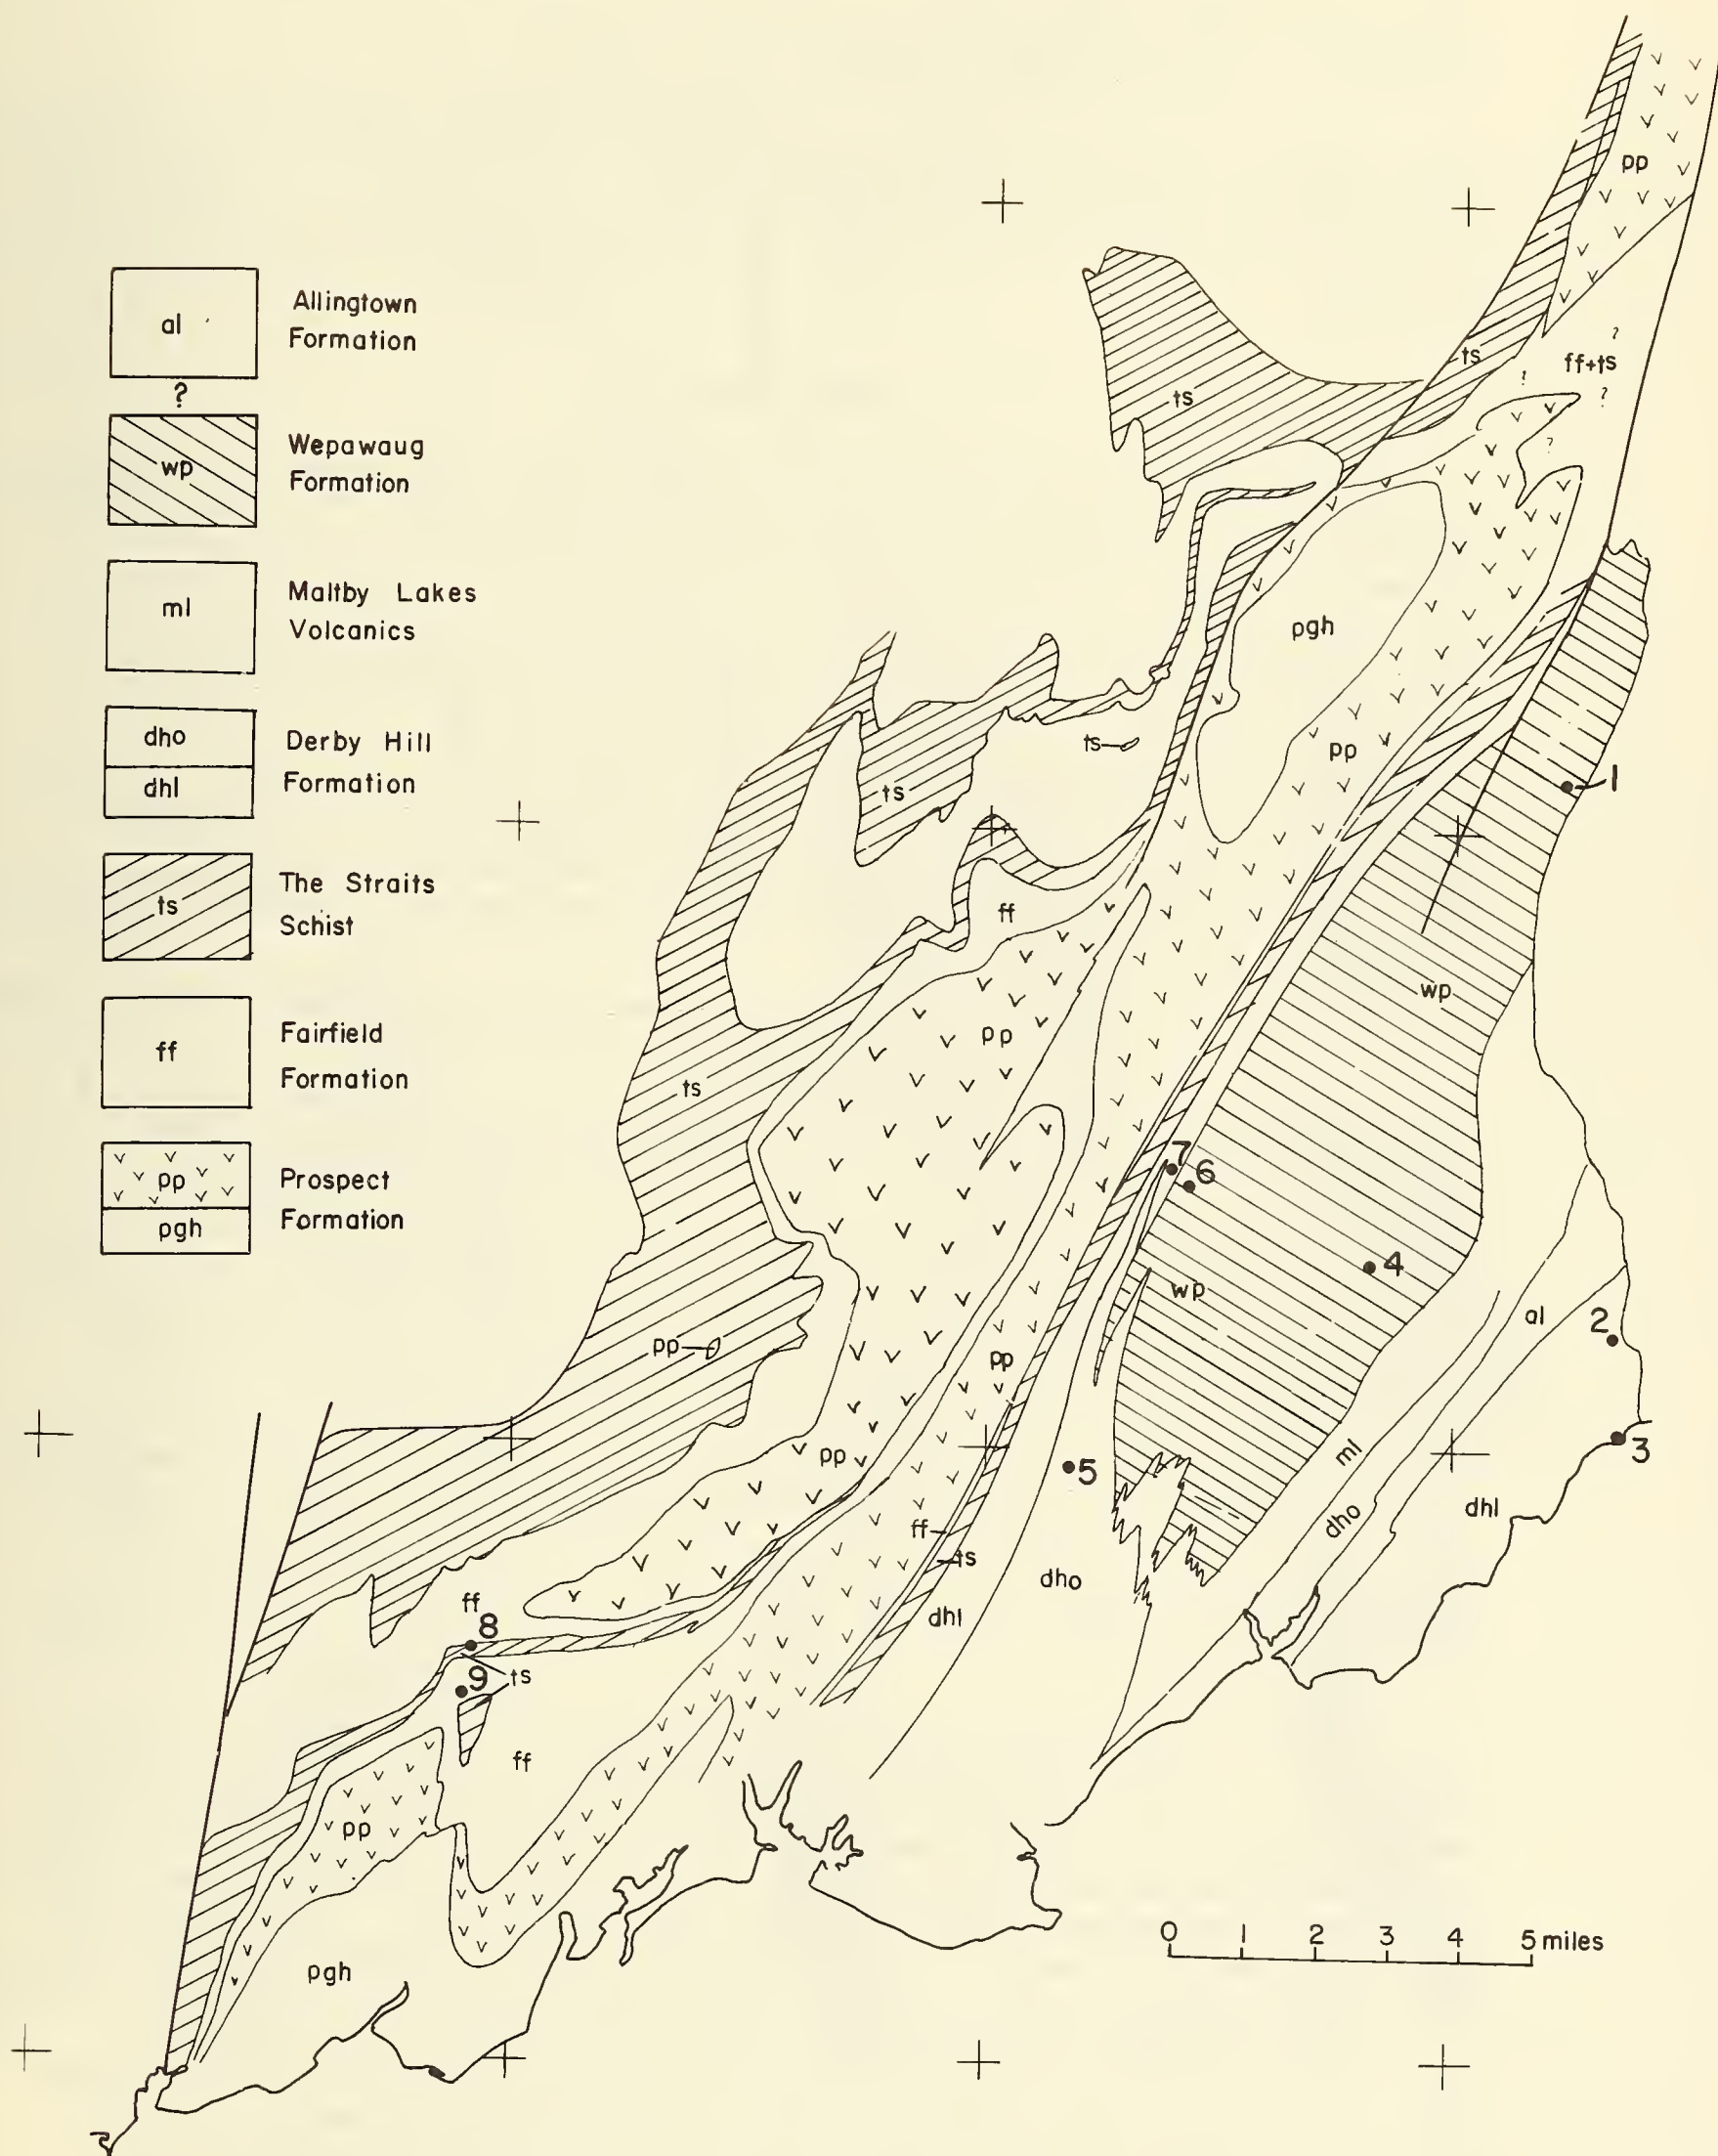 al
Allingtown
Formation
?
wp
Wepawaug
Formation
ml
Maltby Lakes
Volcanics
dho
dhl
Derby Hill
Formation
ts
The Straits
Schist
ff
Fairfield
Formation
pp
pgh
Prospect
Formation
pp
?
ts
ff+ts
?
?
ts
?
pgh
pp
ts
ts
1
ff
wp
pp
ts
7
6
4
wp
al
2
pp
pp
ml
3
pp
5
dhl
dho
ff
ts
dho
ff
8
dhl
9
ts
ff
pp
pgh
0 1 2 3 4 5 miles